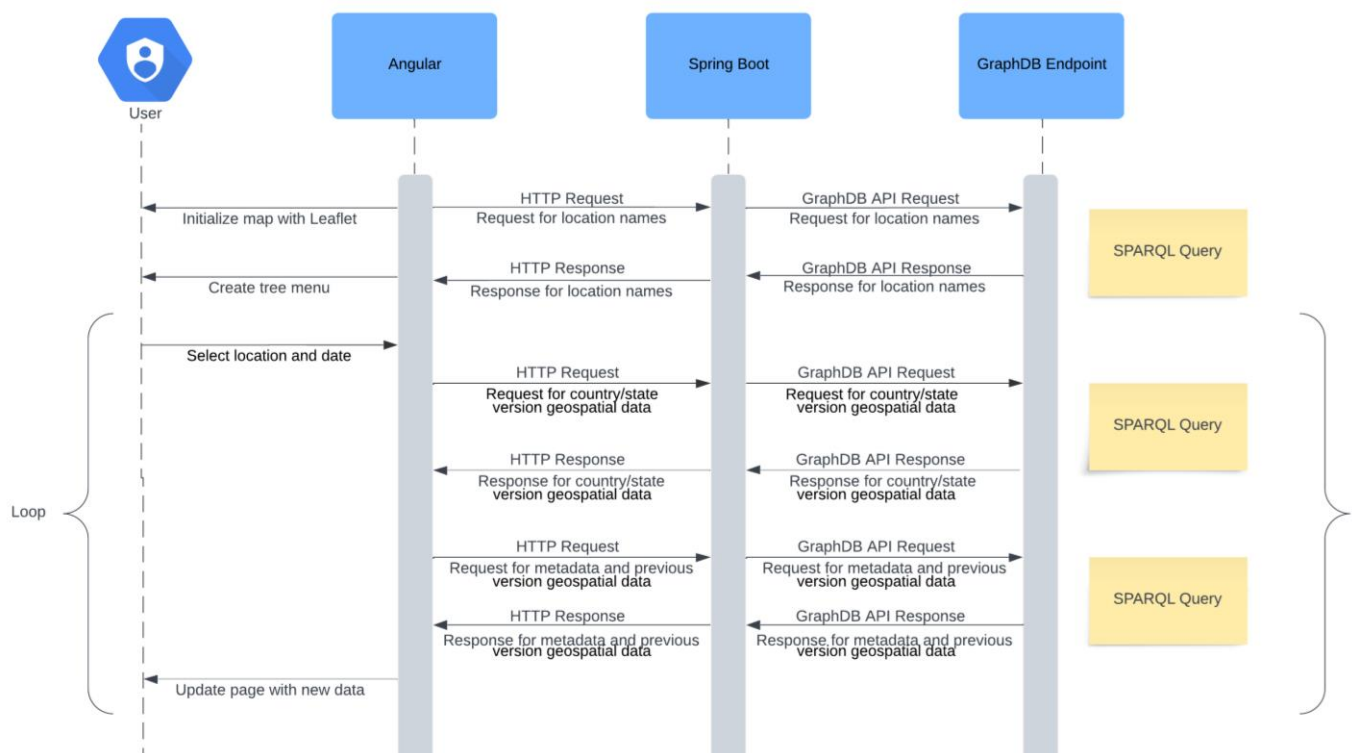 Angular
Spring Boot
GraphDB Endpoint
User
HTTP Request
GraphDB API Request
Initialize map with Leaflet
Request for location names
Request for location names
SPARQL Query
HTTP Response
GraphDB API Response
Create tree menu
Response for location names
Response for location names
Select location and date
HTTP Request
GraphDB API Request
Request for country/state
version geospatial data
Request for country/state
version geospatial data
SPARQL Query
HTTP Response
GraphDB API Response
Response for country/state
version geospatial data
Response for country/state
version geospatial data
Loop
HTTP Request
GraphDB API Request
Request for metadata and previous
version geospatial data
Request for metadata and previous
version geospatial data
SPARQL Query
HTTP Response
GraphDB API Response
Response for metadata and previous
version geospatial data
Response for metadata and previous
version geospatial data
Update page with new data